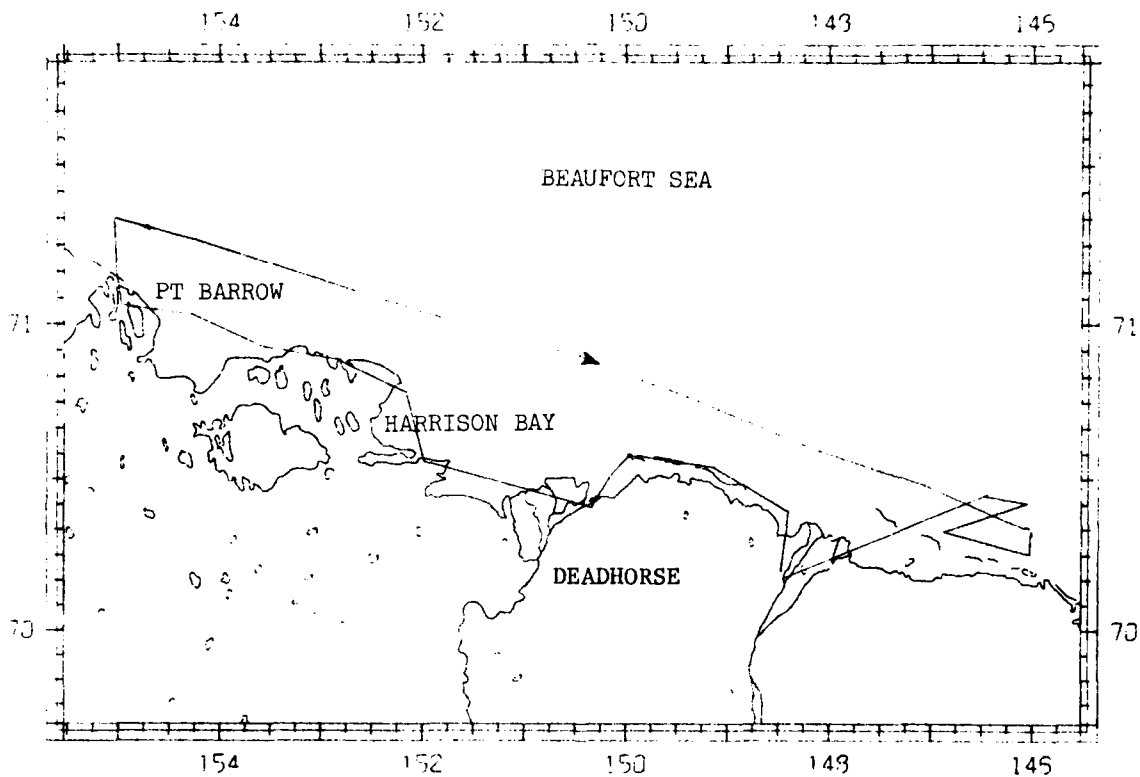 154 152 150 148 146
BEAUFORT SEA
PT BARROW
71 71
HARRISON BAY
DEADHORSE
70 70
154 152 150 148 146